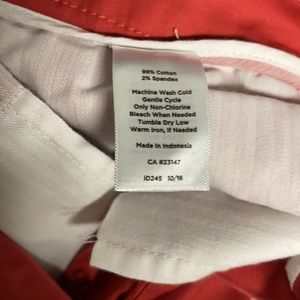 98% Cotton
2% Spandex
Machine Wash Cold
Gentle Cycle
Only Non-Chlorine
Bleach When Needed
Tumble Dry Low
Warm Iron, If Needed
Made In Indonesia
CA #23147
ID245 10/16